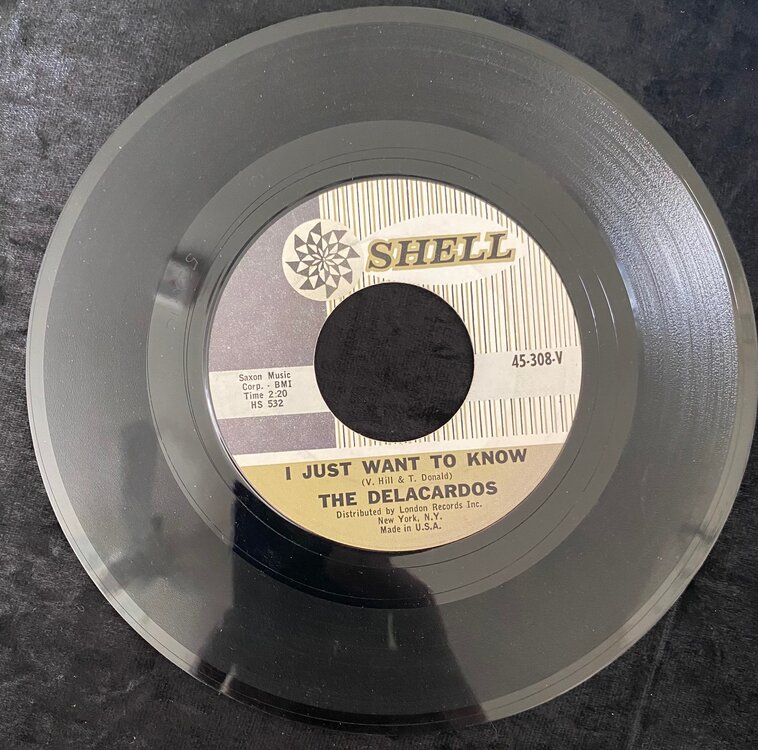 SHELL
45-308-V
Saxon Music
Corp. - BMI
Time 2:20
HS 532
I JUST WANT TO KNOW
(V. Hill & T. Donald)
THE DELACARDOS
Distributed by London Records Inc.
New York, N.Y.
Made in U.S.A.